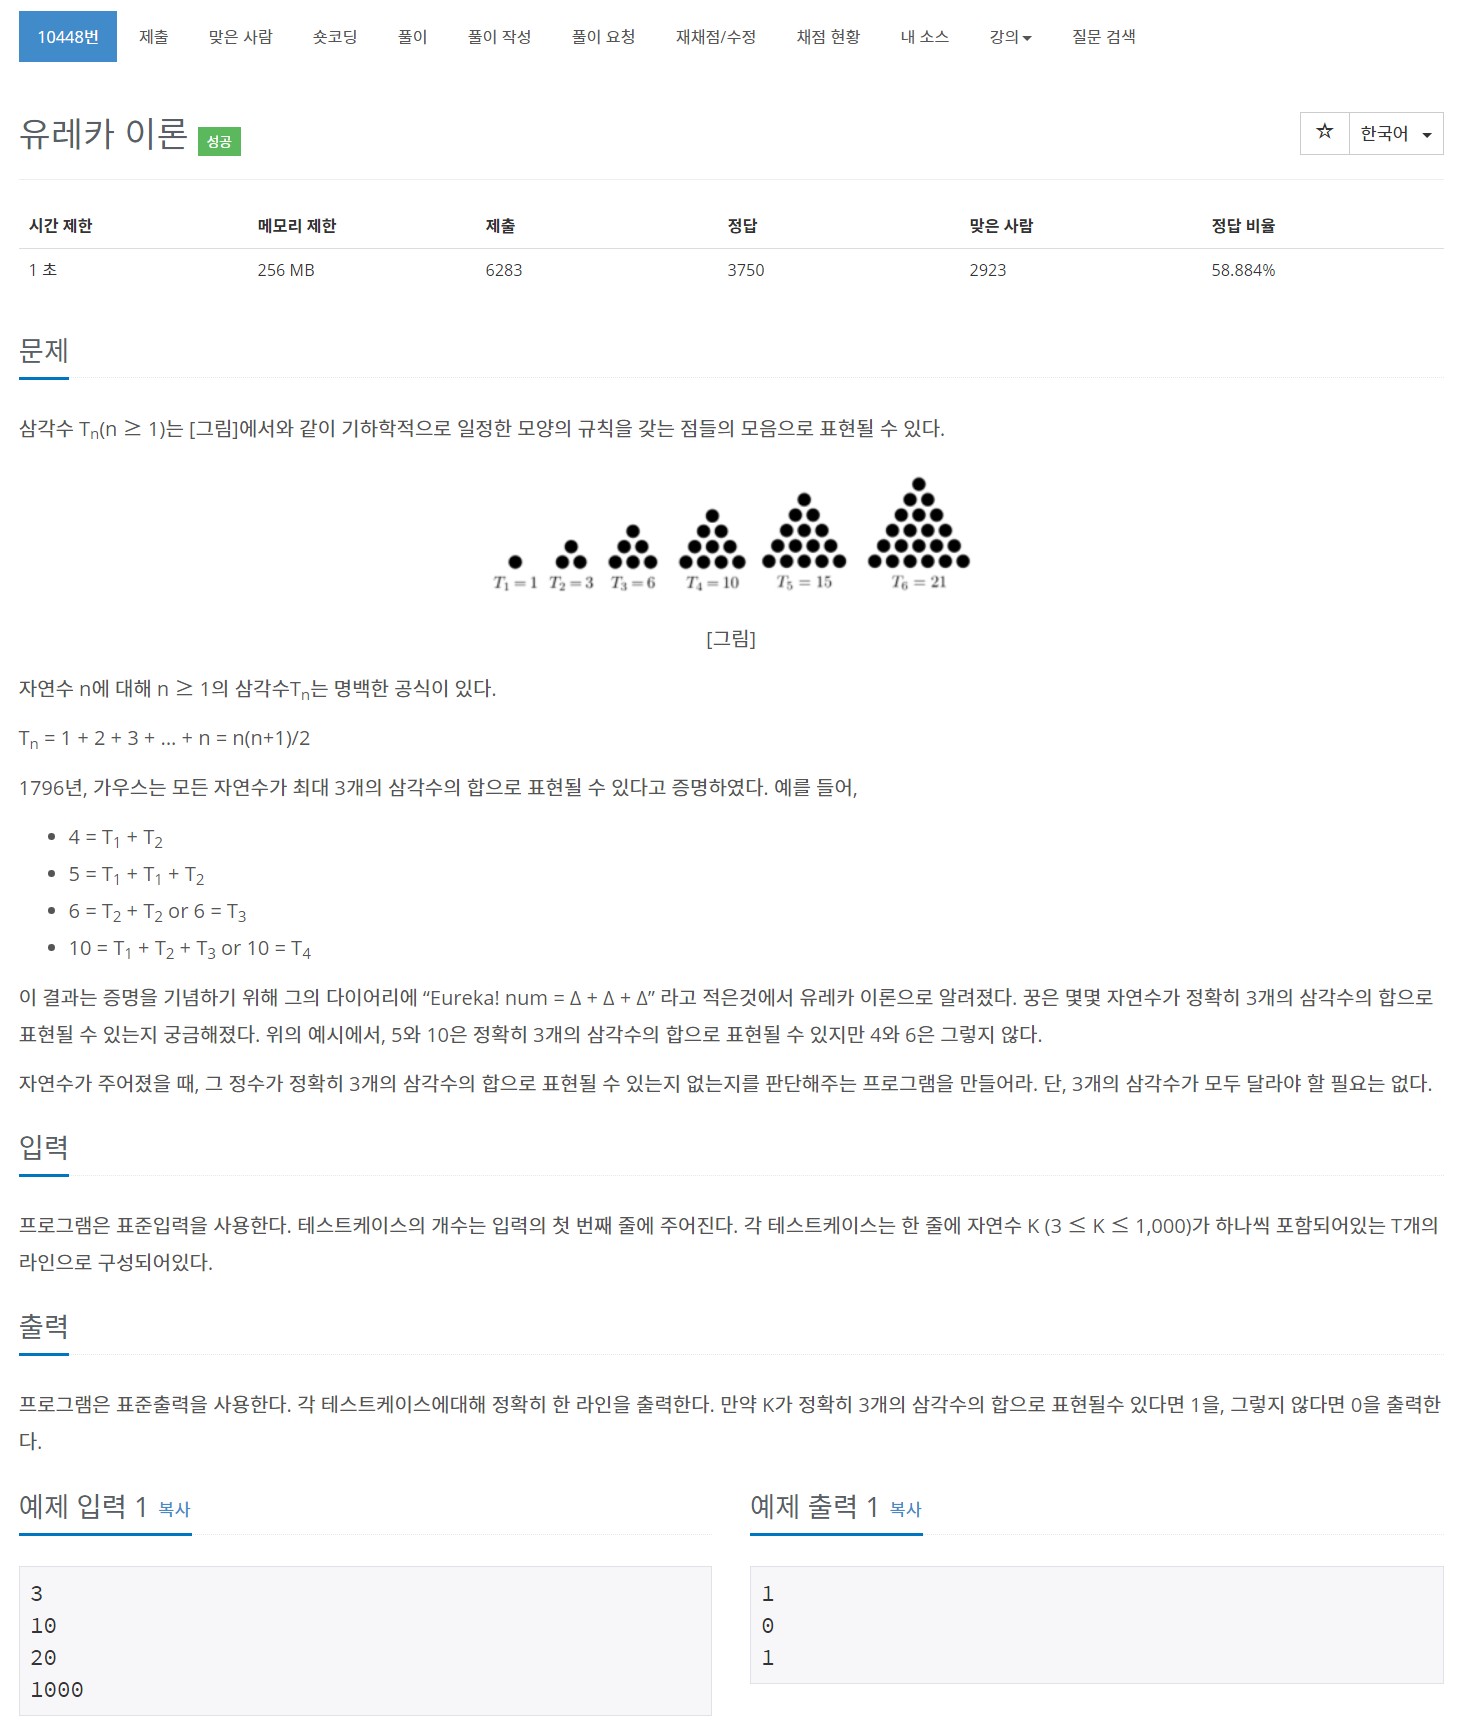 10448번 제출 맞은 사람 숏코딩 풀이 풀이 작성 풀이 요청 재채점/수정 채점 현황 내 소스 강의 질문 검색
유레카 이론 성공 ☆ 한국어
시간 제한 메모리 제한 제출 정답 맞은 사람 정답 비율
1 초 256 MB 6283 3750 2923 58.884%
문제
삼각수 Tn(n ≥ 1)는 [그림]에서와 같이 기하학적으로 일정한 모양의 규칙을 갖는 점들의 모음으로 표현될 수 있다.
T1 = 1 T2 = 3 T3 = 6 T4 = 10 T5 = 15 T6 = 21
[그림]
자연수 n에 대해 n ≥ 1의 삼각수Tn는 명백한 공식이 있다.
Tn = 1 + 2 + 3 + ... + n = n(n+1)/2
1796년, 가우스는 모든 자연수가 최대 3개의 삼각수의 합으로 표현될 수 있다고 증명하였다. 예를 들어,
• 4 = T1 + T2
• 5 = T1 + T1 + T2
• 6 = T2 + T2 or 6 = T3
• 10 = T1 + T2 + T3 or 10 = T4
이 결과는 증명을 기념하기 위해 그의 다이어리에 “Eureka! num = Δ + Δ + Δ” 라고 적은것에서 유레카 이론으로 알려졌다. 꿍은 몇몇 자연수가 정확히 3개의 삼각수의 합으로
표현될 수 있는지 궁금해졌다. 위의 예시에서, 5와 10은 정확히 3개의 삼각수의 합으로 표현될 수 있지만 4와 6은 그렇지 않다.
자연수가 주어졌을 때, 그 정수가 정확히 3개의 삼각수의 합으로 표현될 수 있는지 없는지를 판단해주는 프로그램을 만들어라. 단, 3개의 삼각수가 모두 달라야 할 필요는 없다.
입력
프로그램은 표준입력을 사용한다. 테스트케이스의 개수는 입력의 첫 번째 줄에 주어진다. 각 테스트케이스는 한 줄에 자연수 K (3 ≤ K ≤ 1,000)가 하나씩 포함되어있는 T개의
라인으로 구성되어있다.
출력
프로그램은 표준출력을 사용한다. 각 테스트케이스에대해 정확히 한 라인을 출력한다. 만약 K가 정확히 3개의 삼각수의 합으로 표현될수 있다면 1을, 그렇지 않다면 0을 출력한
다.
예제 입력 1 복사
3
10
20
1000
예제 출력 1 복사
1
0
1